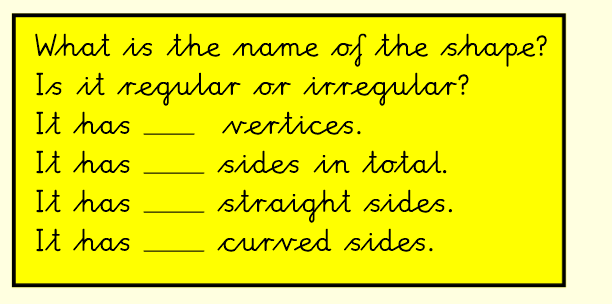 What is the name of the shape?
Is it regular or irregular?
It has ___ vertices.
It has ____ sides in total.
It has ____ straight sides.
It has ____ curved sides.